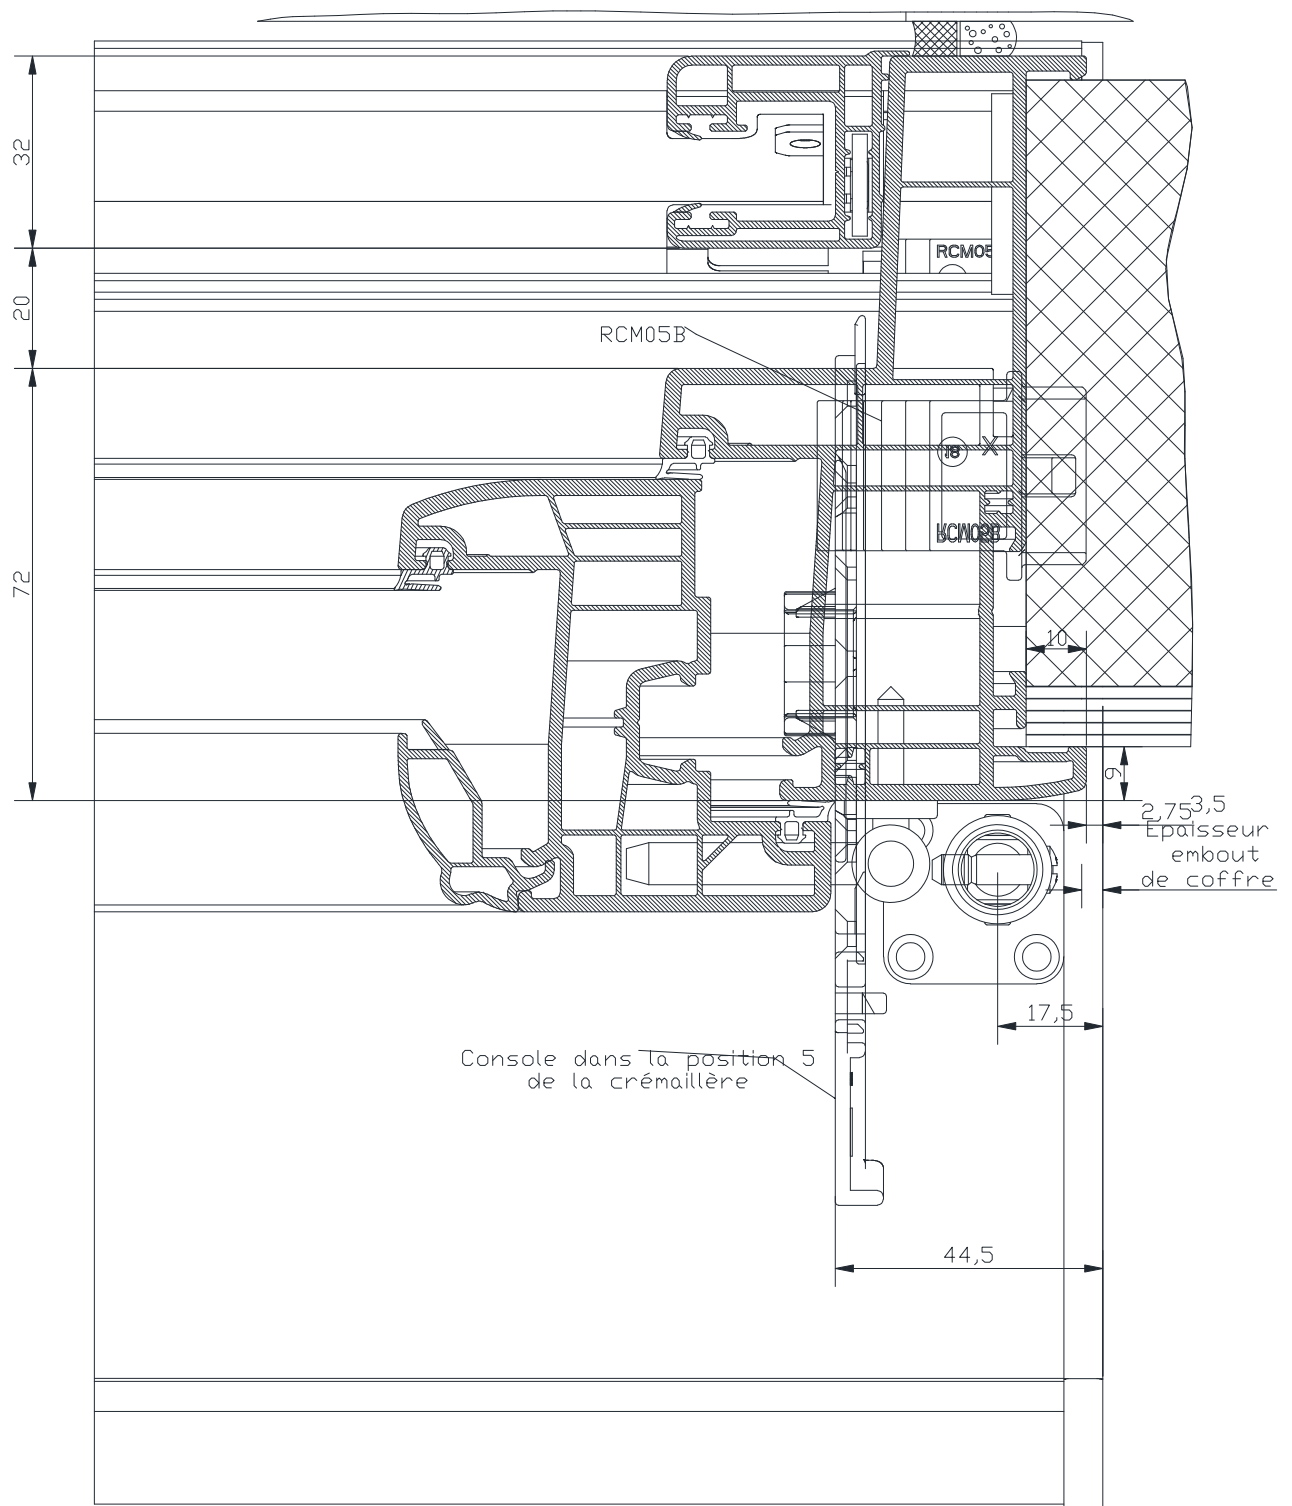 32
RCM05
20
RCM05B
18
X
RCM05B
72
10
9
2,75
3,5
Epaisseur
embout
de coffre
17,5
Console dans la position 5
de la crémaillère
44,5